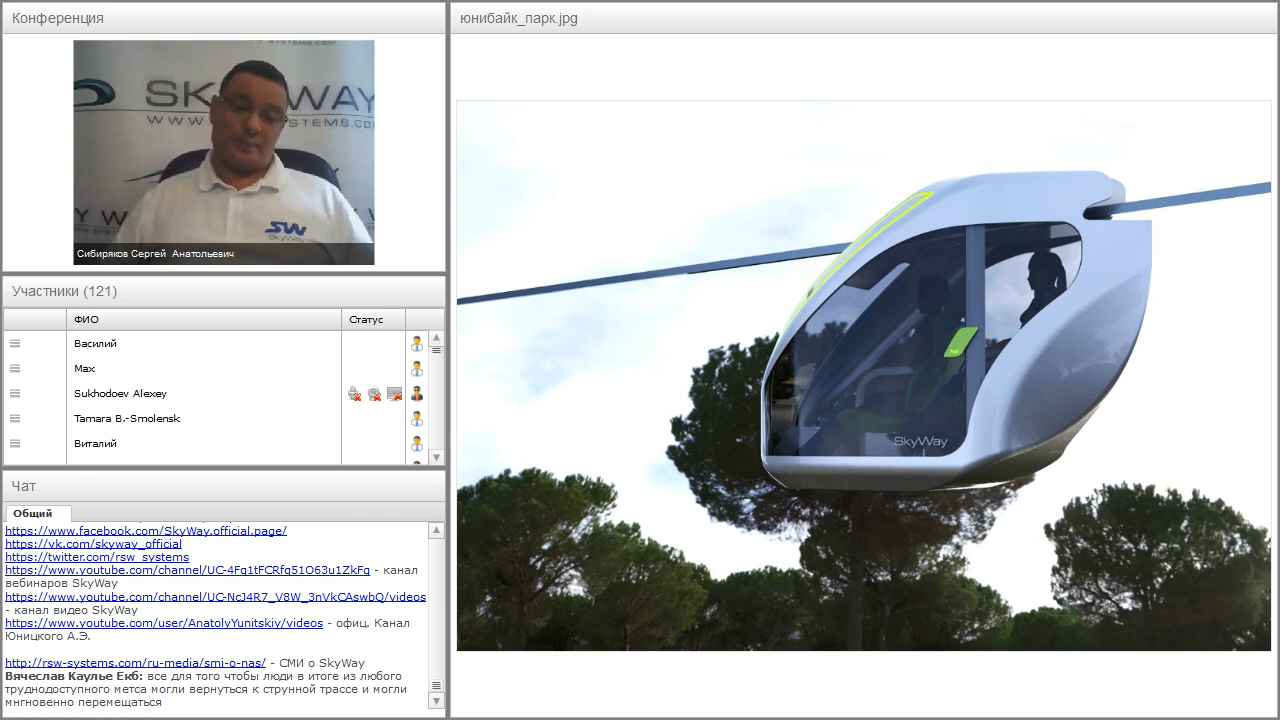 Конференция
SKYWAY
Сибиряков Сергей Анатольевич
SW
SkyWay
Участники (121)
ФИО
Статус
Василий
Max
Sukhodoev Alexey
Tamara B.-Smolensk
Виталий
Чат
Общий
https://www.facebook.com/SkyWay.official.page/
https://vk.com/skyway_official
https://twitter.com/rsw_systems
https://www.youtube.com/channel/UC-4Fq1tFCRfq51O63u1ZkFg - канал
вебинаров SkyWay
https://www.youtube.com/channel/UC-NcJ4R7_V8W_3nVkCAswbQ/videos
- канал видео SkyWay
https://www.youtube.com/user/AnatolyYunitskiy/videos - офиц. Канал
Юницкого А.Э.
http://rsw-systems.com/ru-media/smi-o-nas/ - СМИ о SkyWay
Вячеслав Каулье Екб: все для того чтобы люди в итоге из любого
труднодоступного метса могли вернуться к струнной трассе и могли
мнгновенно перемещаться
юнибайк_парк.jpg
SkyWay